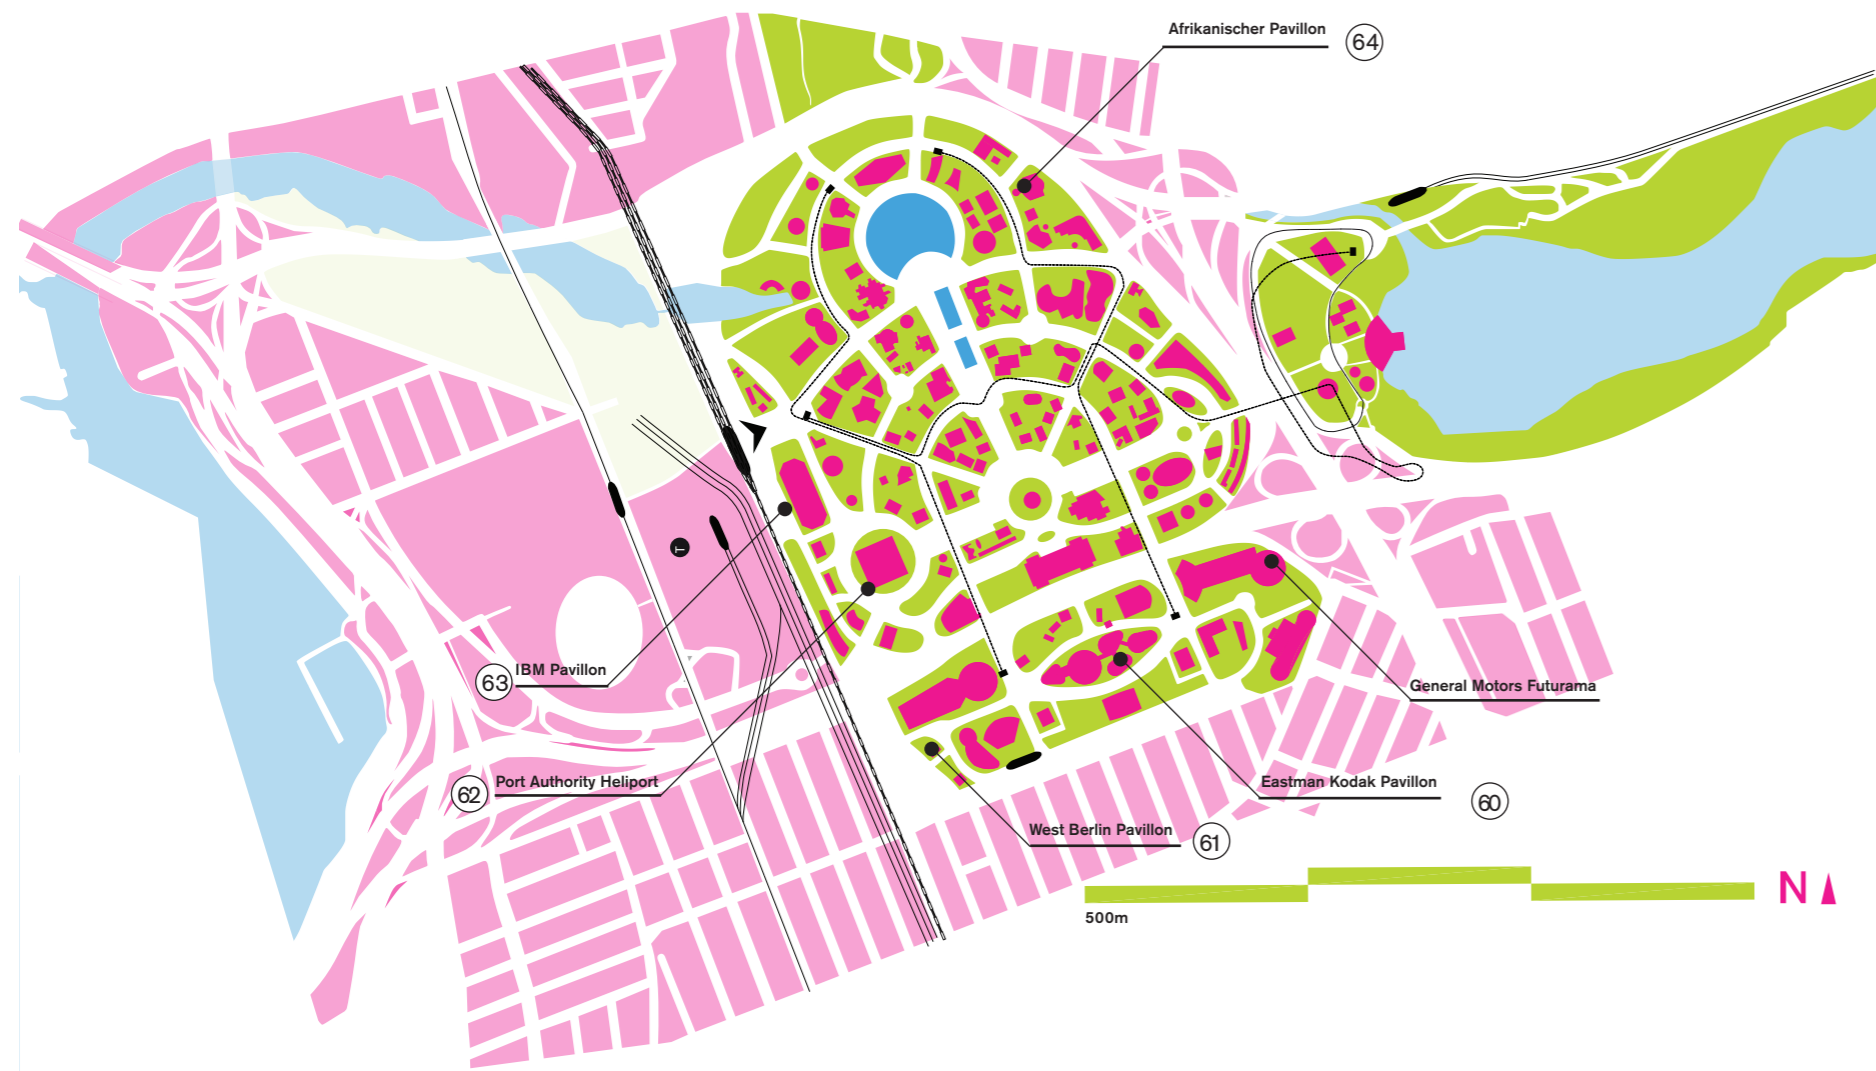 Afrikanischer Pavillon
64
T
IBM Pavillon
63
General Motors Futurama
Port Authority Heliport
62
Eastman Kodak Pavillon
60
West Berlin Pavillon
61
N
500m